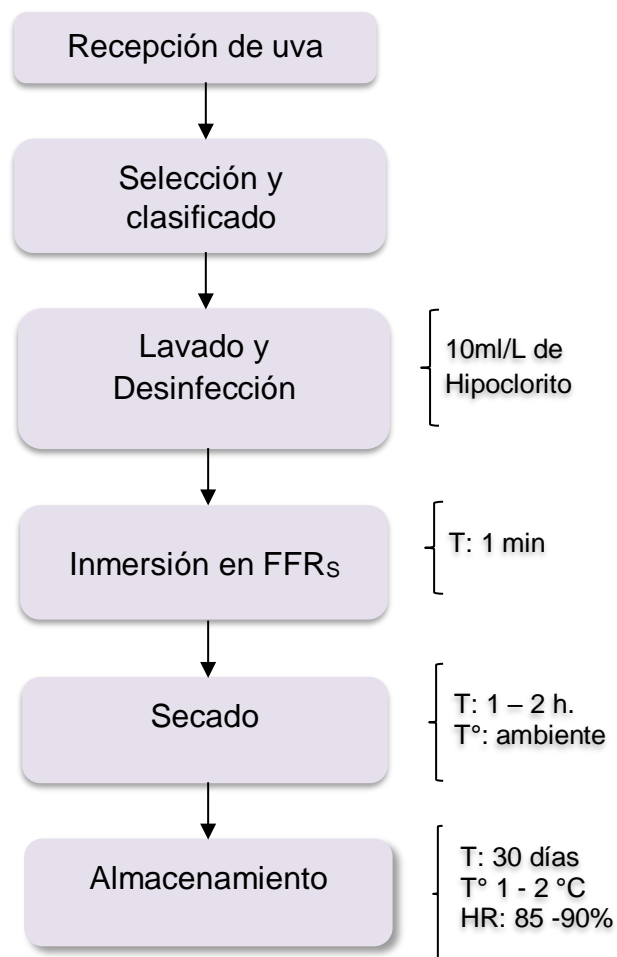 Recepción de uva
Selección y
clasificado
Lavado y
Desinfección
10ml/L de
Hipoclorito
Inmersión en FFRs
T: 1 min
Secado
T: 1 – 2 h.
T°: ambiente
Almacenamiento
T: 30 días
T° 1 - 2 °C
HR: 85 -90%